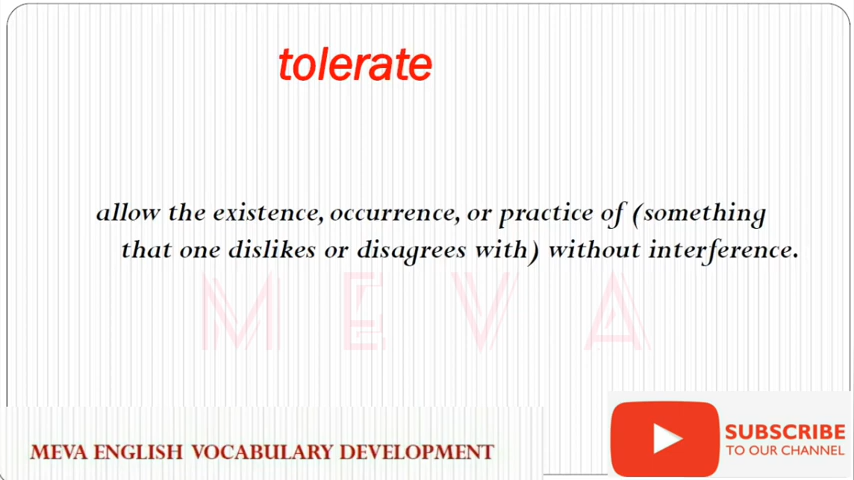 tolerate
allow the existence, occurrence, or practice of (something
that one dislikes or disagrees with) without interference.
MEVA
MEVA ENGLISH VOCABULARY DEVELOPMENT
SUBSCRIBE
TO OUR CHANNEL